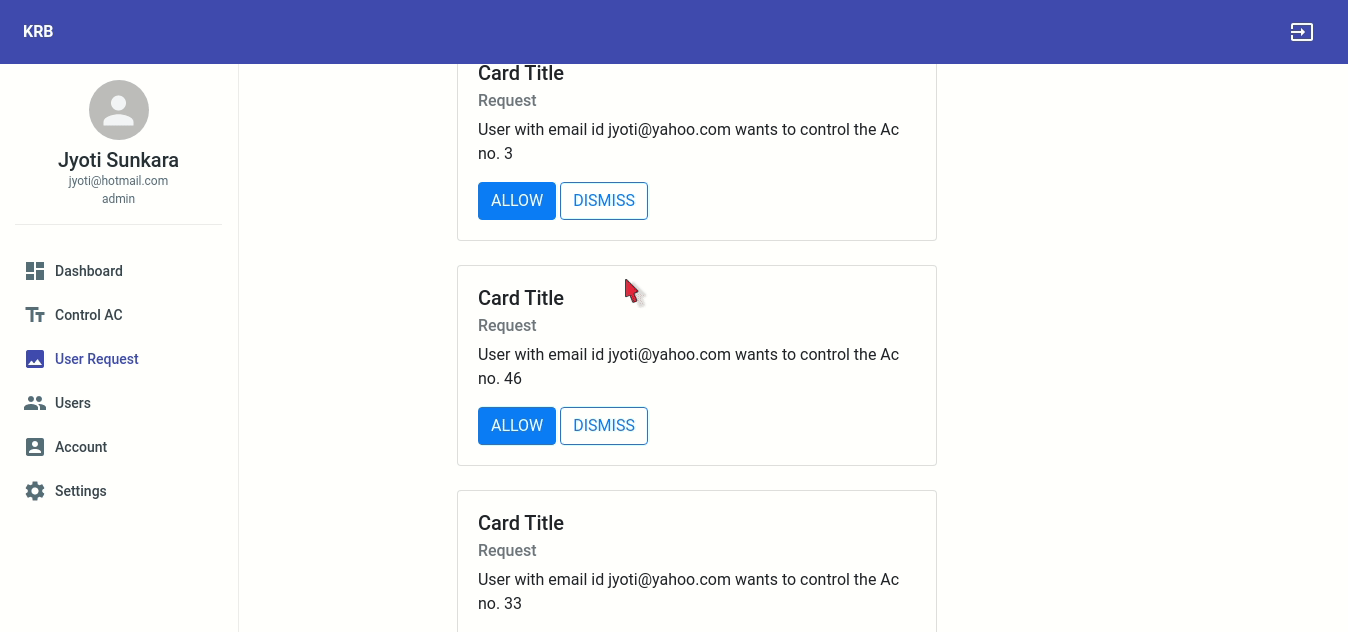 KRB
Jyoti Sunkara
jyoti@hotmail.com
admin
Dashboard
Control AC
User Request
Users
Account
Settings
Card Title
Request
User with email id jyoti@yahoo.com wants to control the Ac
no. 3
ALLOW DISMISS
Card Title
Request
User with email id jyoti@yahoo.com wants to control the Ac
no. 46
ALLOW DISMISS
Card Title
Request
User with email id jyoti@yahoo.com wants to control the Ac
no. 33